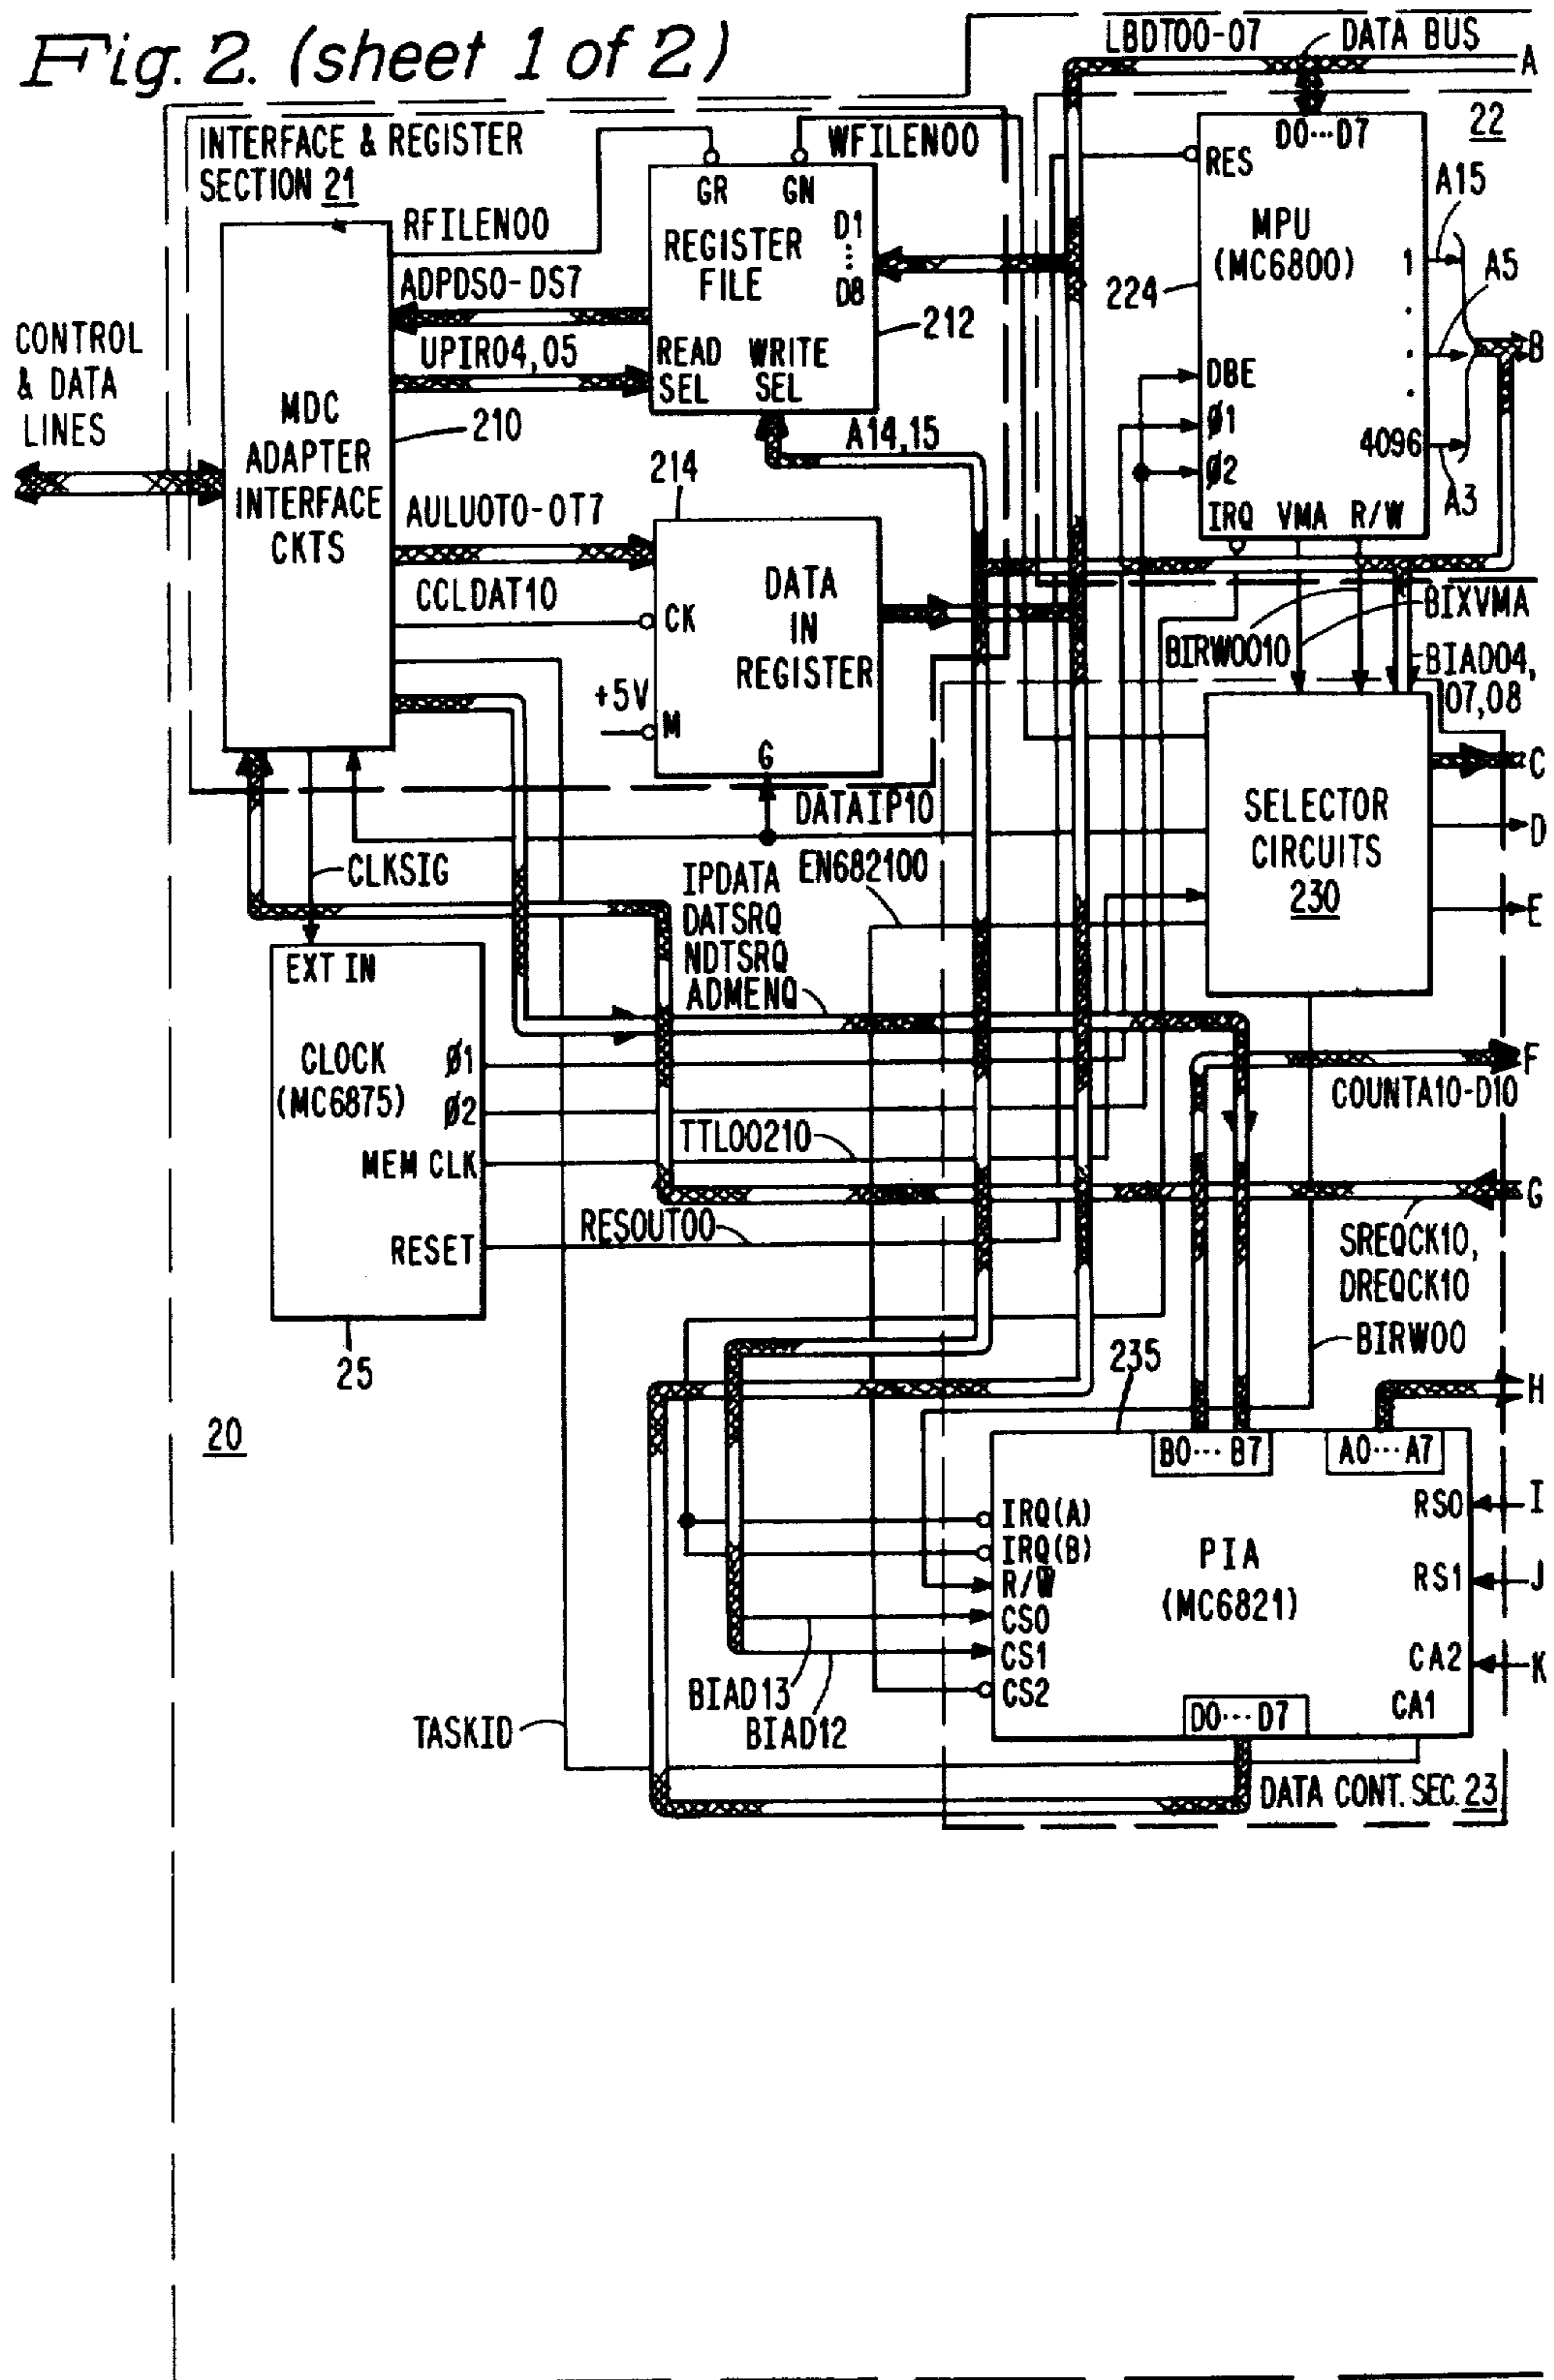 Fig. 2. (sheet 1 of 2)
LBDT00-07
DATA BUS
A
INTERFACE & REGISTER
SECTION 21
WFILEN00
22
D0···D7
RES
MPU
(MC6800)
224
A15
1
A5
B
DBE
Ø1
Ø2
4096
A3
IRQ VMA R/W
RFILEN00
GR GN
REGISTER
FILE
D1
⋮
D8
212
ADPDS0-DS7
UPIR04,05
READ
SEL
WRITE
SEL
CONTROL
& DATA
LINES
MDC
ADAPTER
INTERFACE
CKTS
210
A14,15
214
AULU0T0-0T7
CCLDAT10
CK
DATA
IN
REGISTER
+5V
M
G
BIXVMA
BIRW0010
BIAD04,
07,08
C
DATAIP10
SELECTOR
CIRCUITS
230
D
E
CLKSIG
EN682100
IPDATA
DATSRQ
NDTSRQ
ADMENQ
EXT IN
CLOCK
(MC6875)
Ø1
Ø2
MEM CLK
RESET
25
F
COUNTA10-D10
TTL00210
G
RESOUT00
SREQCK10,
DREQCK10
BIRW00
235
H
20
B0··· B7
A0··· A7
IRQ(A)
IRQ(B)
R/W
CS0
CS1
CS2
PIA
(MC6821)
RS0
I
RS1
J
CA2
K
CA1
BIAD13
BIAD12
D0··· D7
TASKID
DATA CONT. SEC. 23